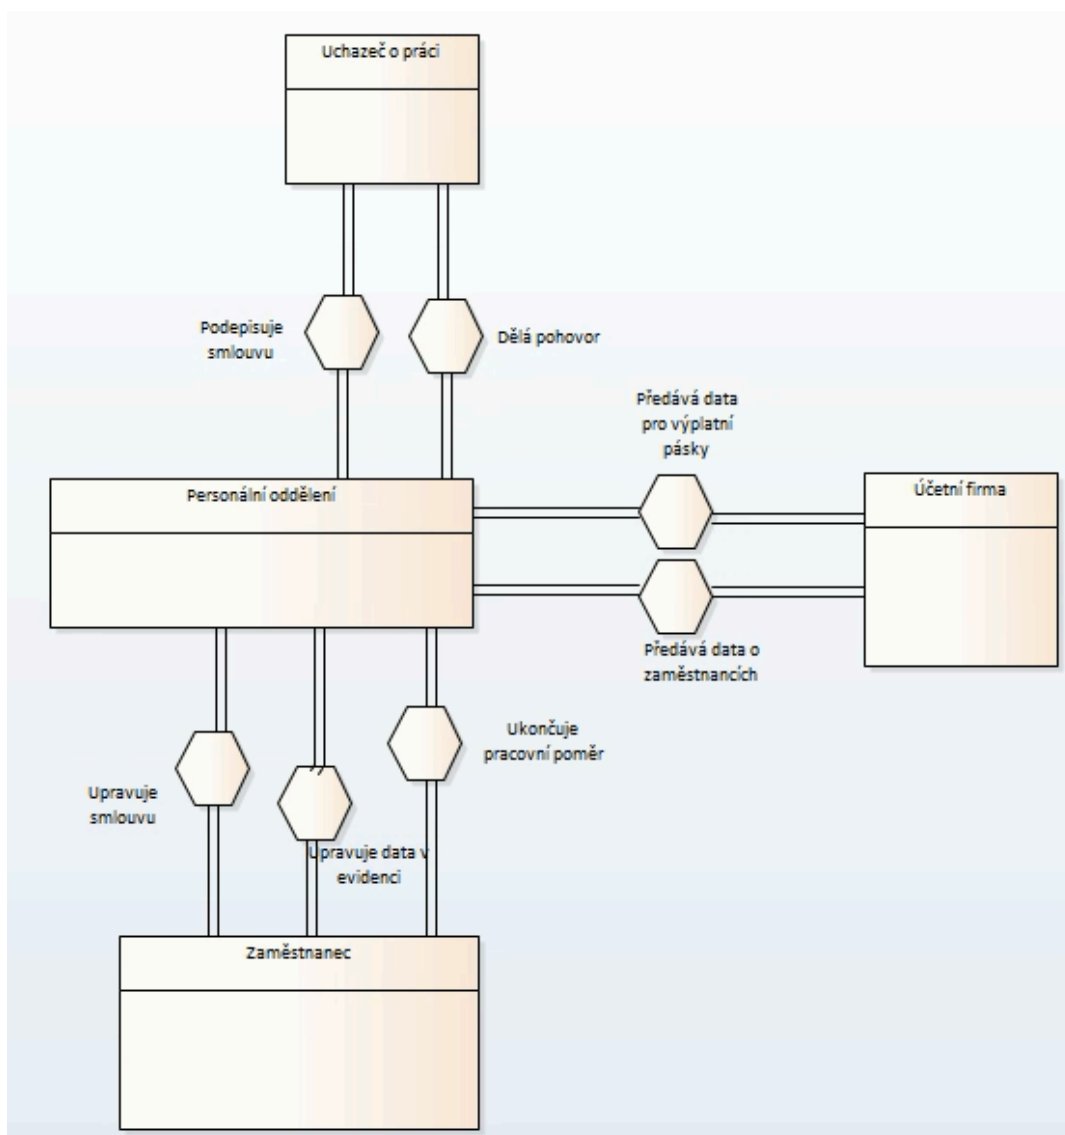 Uchazeč o práci
Podepisuje
smlouvu
Dělá pohovor
Předává data
pro výplatní
pásky
Personální oddělení
Účetní firma
Předává data o
zaměstnancích
Ukončuje
pracovní poměr
Upravuje
smlouvu
Upravuje data v
evidenci
Zaměstnanec